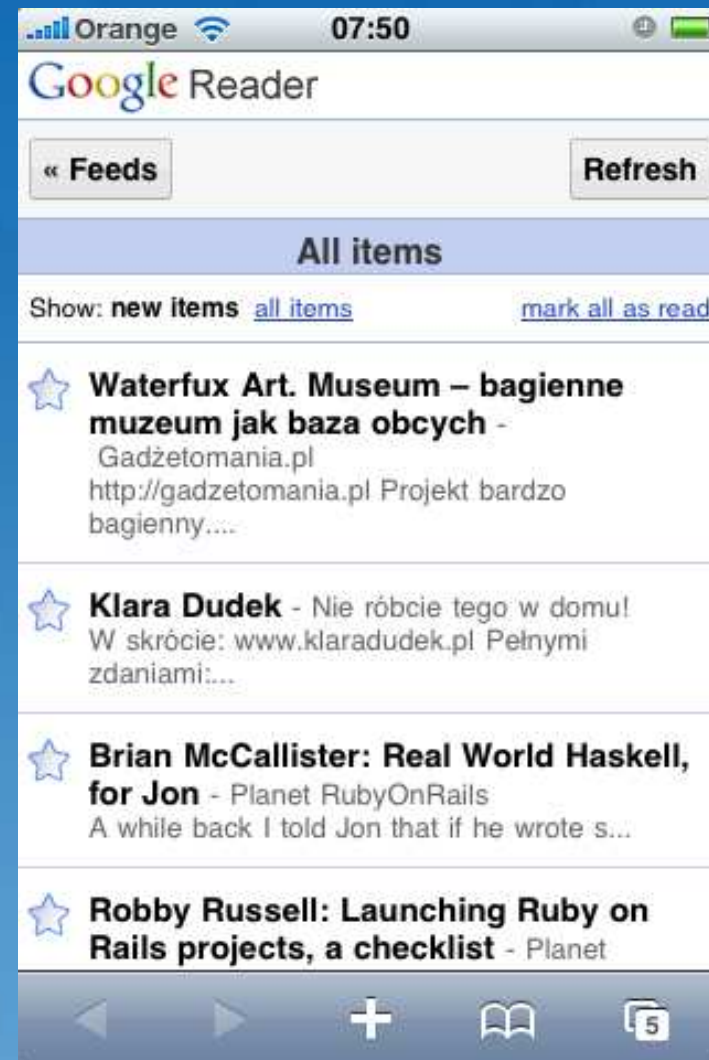 Orange 07:50
Google Reader
« Feeds Refresh
All items
Show: new items all items mark all as read
Waterfux Art. Museum – bagienne
muzeum jak baza obcych -
Gadżetomania.pl
http://gadzetomania.pl Projekt bardzo
bagienny....
Klara Dudek - Nie róbcie tego w domu!
W skrócie: www.klaradudek.pl Pełnymi
zdaniami:...
Brian McCallister: Real World Haskell,
for Jon - Planet RubyOnRails
A while back I told Jon that if he wrote s...
Robby Russell: Launching Ruby on
Rails projects, a checklist - Planet
5